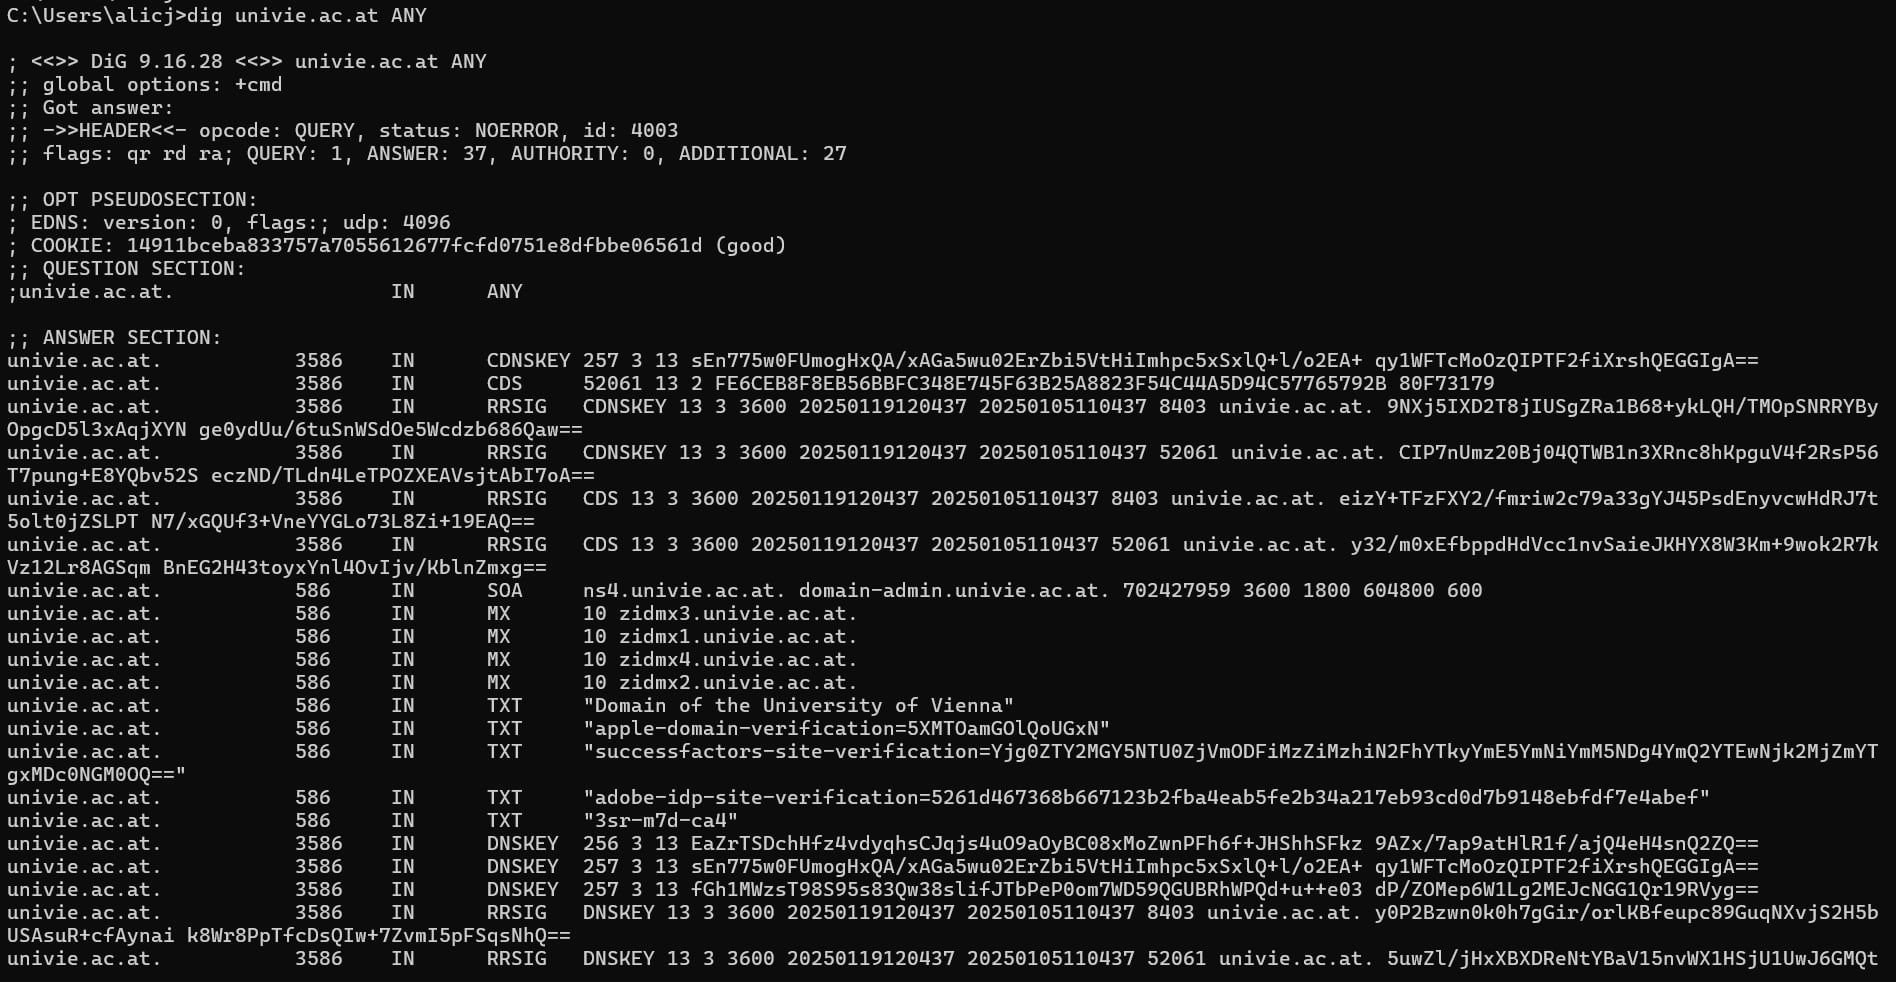 C:\Users\alicj>dig univie.ac.at ANY
; <<>> DiG 9.16.28 <<>> univie.ac.at ANY
;; global options: +cmd
;; Got answer:
;; ->>HEADER<<- opcode: QUERY, status: NOERROR, id: 4003
;; flags: qr rd ra; QUERY: 1, ANSWER: 37, AUTHORITY: 0, ADDITIONAL: 27
;; OPT PSEUDOSECTION:
; EDNS: version: 0, flags:; udp: 4096
; COOKIE: 14911bceba833757a7055612677fcfd0751e8dfbbe06561d (good)
;; QUESTION SECTION:
;univie.ac.at. IN ANY
;; ANSWER SECTION:
univie.ac.at. 3586 IN CDNSKEY 257 3 13 sEn775w0FUmogHxQA/xAGa5wu02ErZbi5VtHiImhpc5xSxlQ+l/o2EA+ qy1WFTcMoOzQIPTF2fiXrshQEGGIgA==
univie.ac.at. 3586 IN CDS 52061 13 2 FE6CEB8F8EB56BBFC348E745F63B25A8823F54C44A5D94C57765792B 80F73179
univie.ac.at. 3586 IN RRSIG CDNSKEY 13 3 3600 20250119120437 20250105110437 8403 univie.ac.at. 9NXj5IXD2T8jIUSgZRa1B68+ykLQH/TMOpSNRRYBy
OpgcD5l3xAqjXYN ge0ydUu/6tuSnWSdOe5Wcdzb686Qaw==
univie.ac.at. 3586 IN RRSIG CDNSKEY 13 3 3600 20250119120437 20250105110437 52061 univie.ac.at. CIP7nUmz20Bj04QTWB1n3XRnc8hKpguV4f2RsP56
T7pung+E8YQbv52S eczND/TLdn4LeTPOZXEAVsjtAbI7oA==
univie.ac.at. 3586 IN RRSIG CDS 13 3 3600 20250119120437 20250105110437 8403 univie.ac.at. eizY+TFzFXY2/fmriw2c79a33gYJ45PsdEnyvcwHdRJ7t
5olt0jZSLPT N7/xGQUf3+VneYYGLo73L8Zi+19EAQ==
univie.ac.at. 3586 IN RRSIG CDS 13 3 3600 20250119120437 20250105110437 52061 univie.ac.at. y32/m0xEfbppdHdVcc1nvSaieJKHYX8W3Km+9wok2R7k
Vz12Lr8AGSqm BnEG2H43toyxYnl4OvIjv/KblnZmxg==
univie.ac.at. 586 IN SOA ns4.univie.ac.at. domain-admin.univie.ac.at. 702427959 3600 1800 604800 600
univie.ac.at. 586 IN MX 10 zidmx3.univie.ac.at.
univie.ac.at. 586 IN MX 10 zidmx1.univie.ac.at.
univie.ac.at. 586 IN MX 10 zidmx4.univie.ac.at.
univie.ac.at. 586 IN MX 10 zidmx2.univie.ac.at.
univie.ac.at. 586 IN TXT "Domain of the University of Vienna"
univie.ac.at. 586 IN TXT "apple-domain-verification=5XMTOamGOlQoUGxN"
univie.ac.at. 586 IN TXT "successfactors-site-verification=Yjg0ZTY2MGY5NTU0ZjVmODFiMzZiMzhiN2FhYTkyYmE5YmNiYmM5NDg4YmQ2YTEwNjk2MjZmYT
gxMDc0NGM0OQ=="
univie.ac.at. 586 IN TXT "adobe-idp-site-verification=5261d467368b667123b2fba4eab5fe2b34a217eb93cd0d7b9148ebfdf7e4abef"
univie.ac.at. 586 IN TXT "3sr-m7d-ca4"
univie.ac.at. 3586 IN DNSKEY 256 3 13 EaZrTSDchHfz4vdyqhsCJqjs4uO9aOyBC08xMoZwnPFh6f+JHShhSFkz 9AZx/7ap9atHlR1f/ajQ4eH4snQ2ZQ==
univie.ac.at. 3586 IN DNSKEY 257 3 13 sEn775w0FUmogHxQA/xAGa5wu02ErZbi5VtHiImhpc5xSxlQ+l/o2EA+ qy1WFTcMoOzQIPTF2fiXrshQEGGIgA==
univie.ac.at. 3586 IN DNSKEY 257 3 13 fGh1MWzsT98S95s83Qw38slifJTbPeP0om7WD59QGUBRhWPQd+u++e03 dP/ZOMep6W1Lg2MEJcNGG1Qr19RVyg==
univie.ac.at. 3586 IN RRSIG DNSKEY 13 3 3600 20250119120437 20250105110437 8403 univie.ac.at. y0P2Bzwn0k0h7gGir/orlKBfeupc89GuqNXvjS2H5b
USAsuR+cfAynai k8Wr8PpTfcDsQIw+7ZvmI5pFSqsNhQ==
univie.ac.at. 3586 IN RRSIG DNSKEY 13 3 3600 20250119120437 20250105110437 52061 univie.ac.at. 5uwZl/jHxXBXDReNtYBaV15nvWX1HSjU1UwJ6GMQt